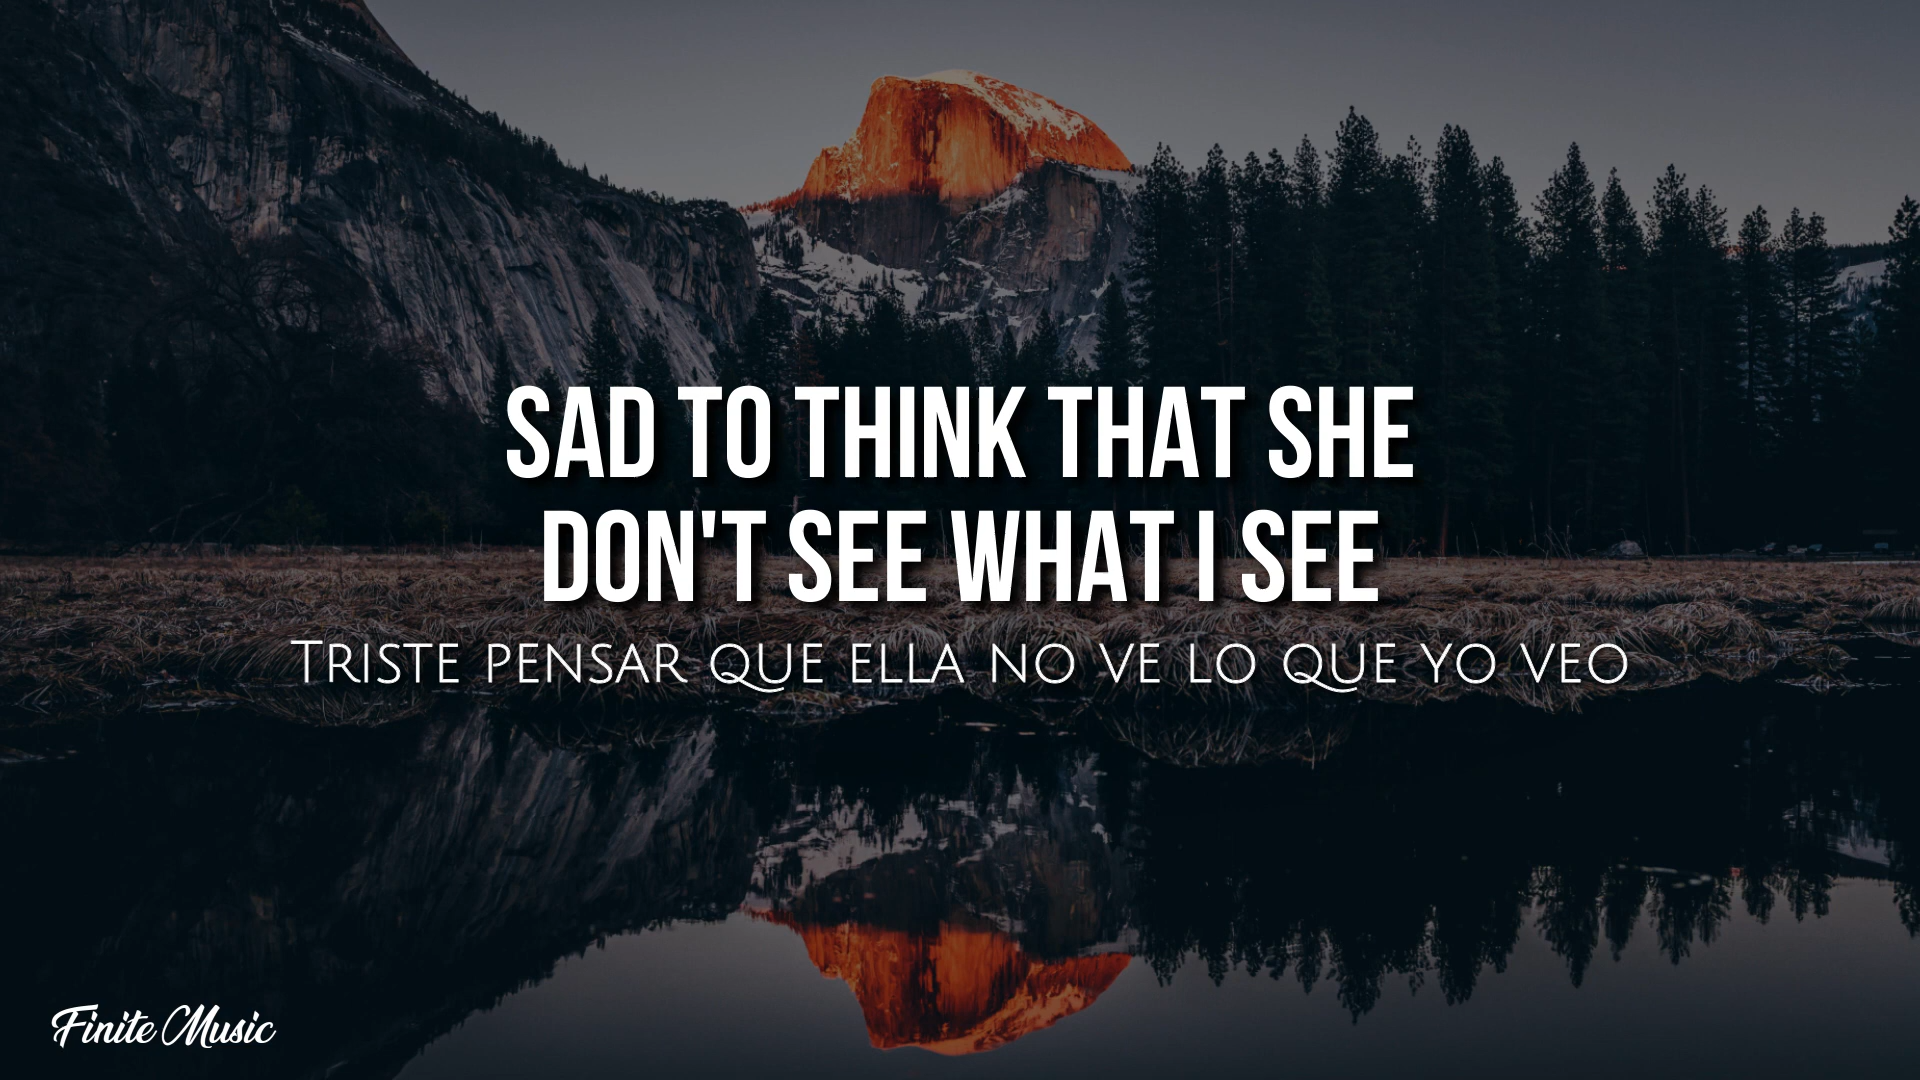 SAD TO THINK THAT SHE
DON'T SEE WHAT I SEE
Triste pensar que ella no ve lo que yo veo
Finite Music